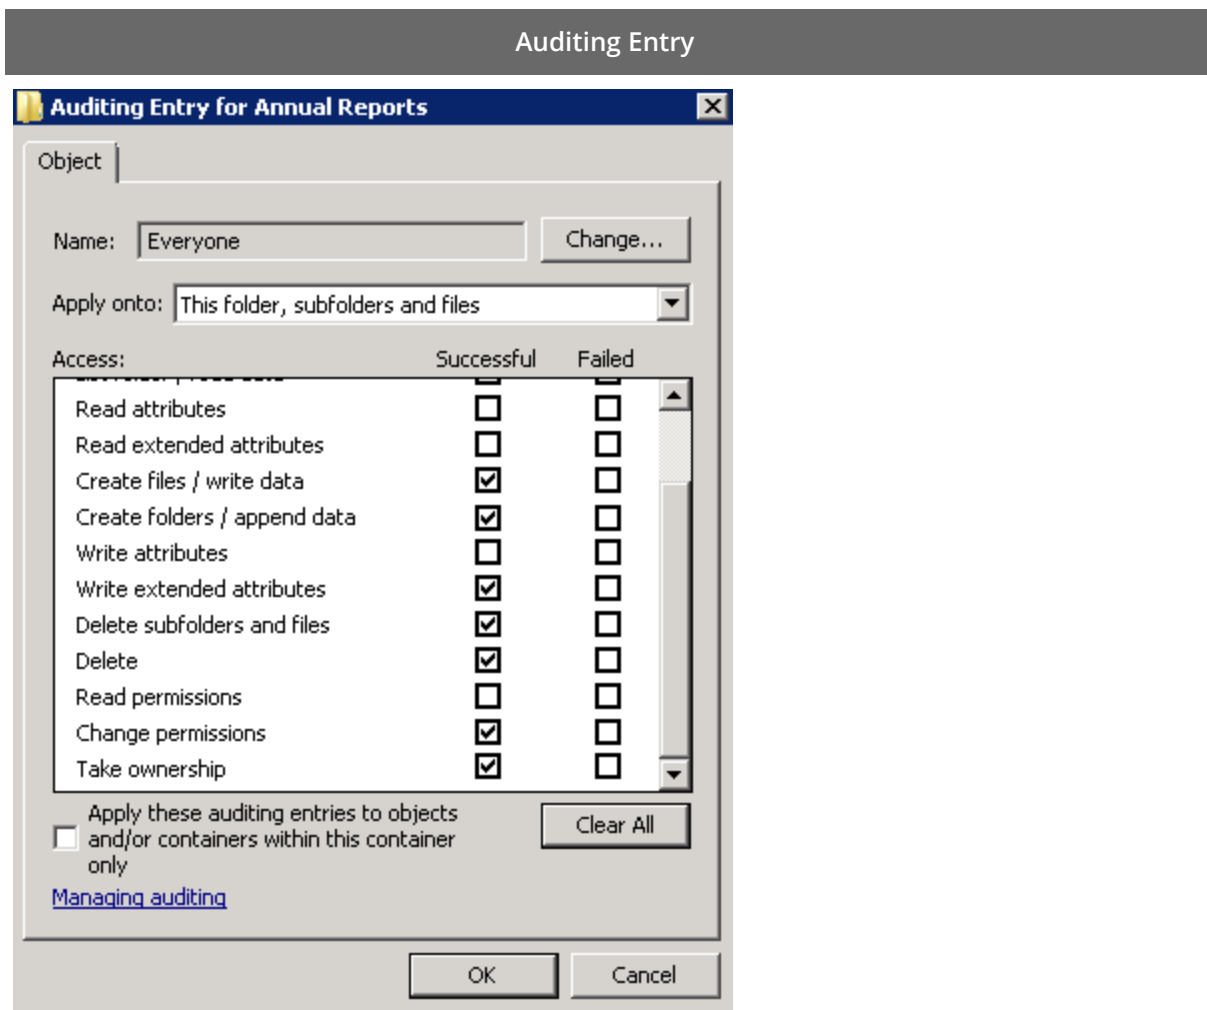 Auditing Entry
Auditing Entry for Annual Reports
Object
Name: Everyone Change...
Apply onto: This folder, subfolders and files
Access: Successful Failed
Read attributes
Read extended attributes
Create files / write data
Create folders / append data
Write attributes
Write extended attributes
Delete subfolders and files
Delete
Read permissions
Change permissions
Take ownership
Apply these auditing entries to objects
and/or containers within this container
only
Clear All
Managing auditing
OK Cancel